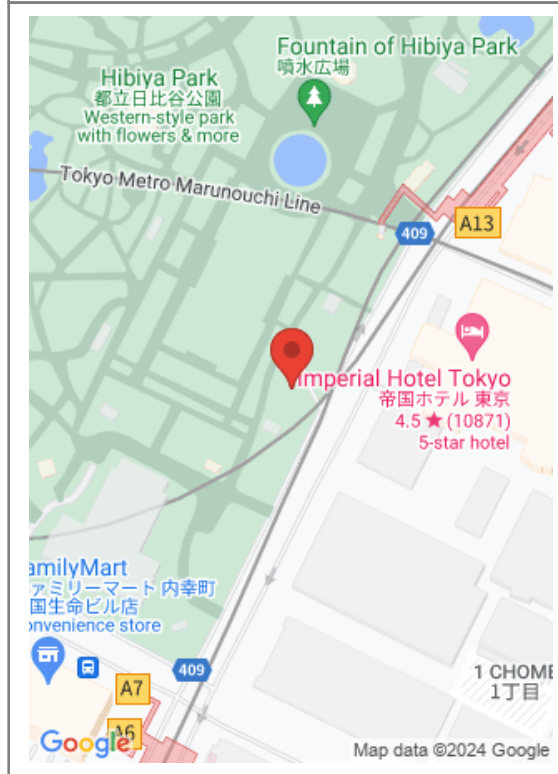 Fountain of Hibiya Park
噴水広場
Hibiya Park
都立日比谷公園
Western-style park
with flowers & more
Tokyo Metro Marunouchi Line
409
A13
Imperial Hotel Tokyo
帝国ホテル 東京
4.5 ★ (10871)
5-star hotel
amilyMart
ァミリーマート 内幸町
国生命ビル店
onvenience store
409
1 CHOME
1丁目
A7
A6
Google
Map data ©2024 Google